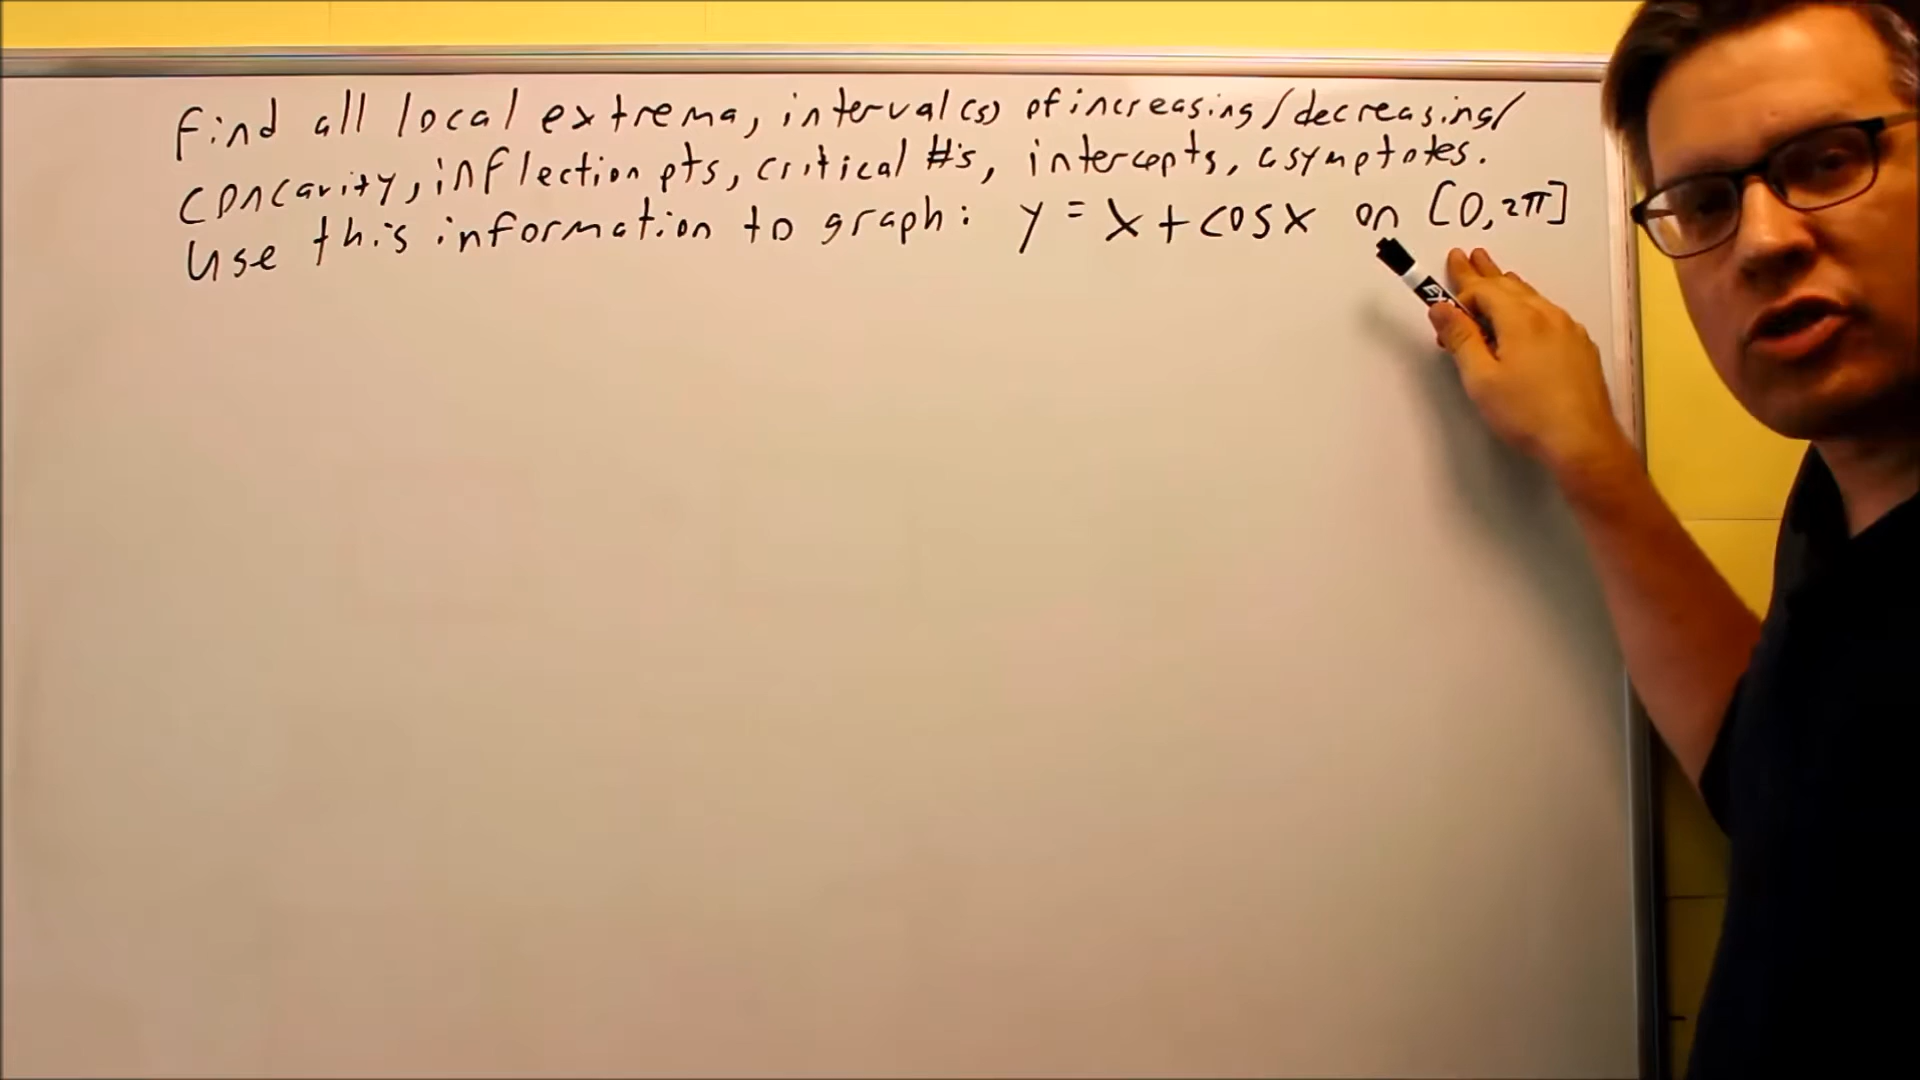 Find all local extrema, interval(s) of increasing/decreasing/
concavity, inflection pts, critical #'s, intercepts, asymptotes.
Use this information to graph: y = x + cosx on [0, 2π]